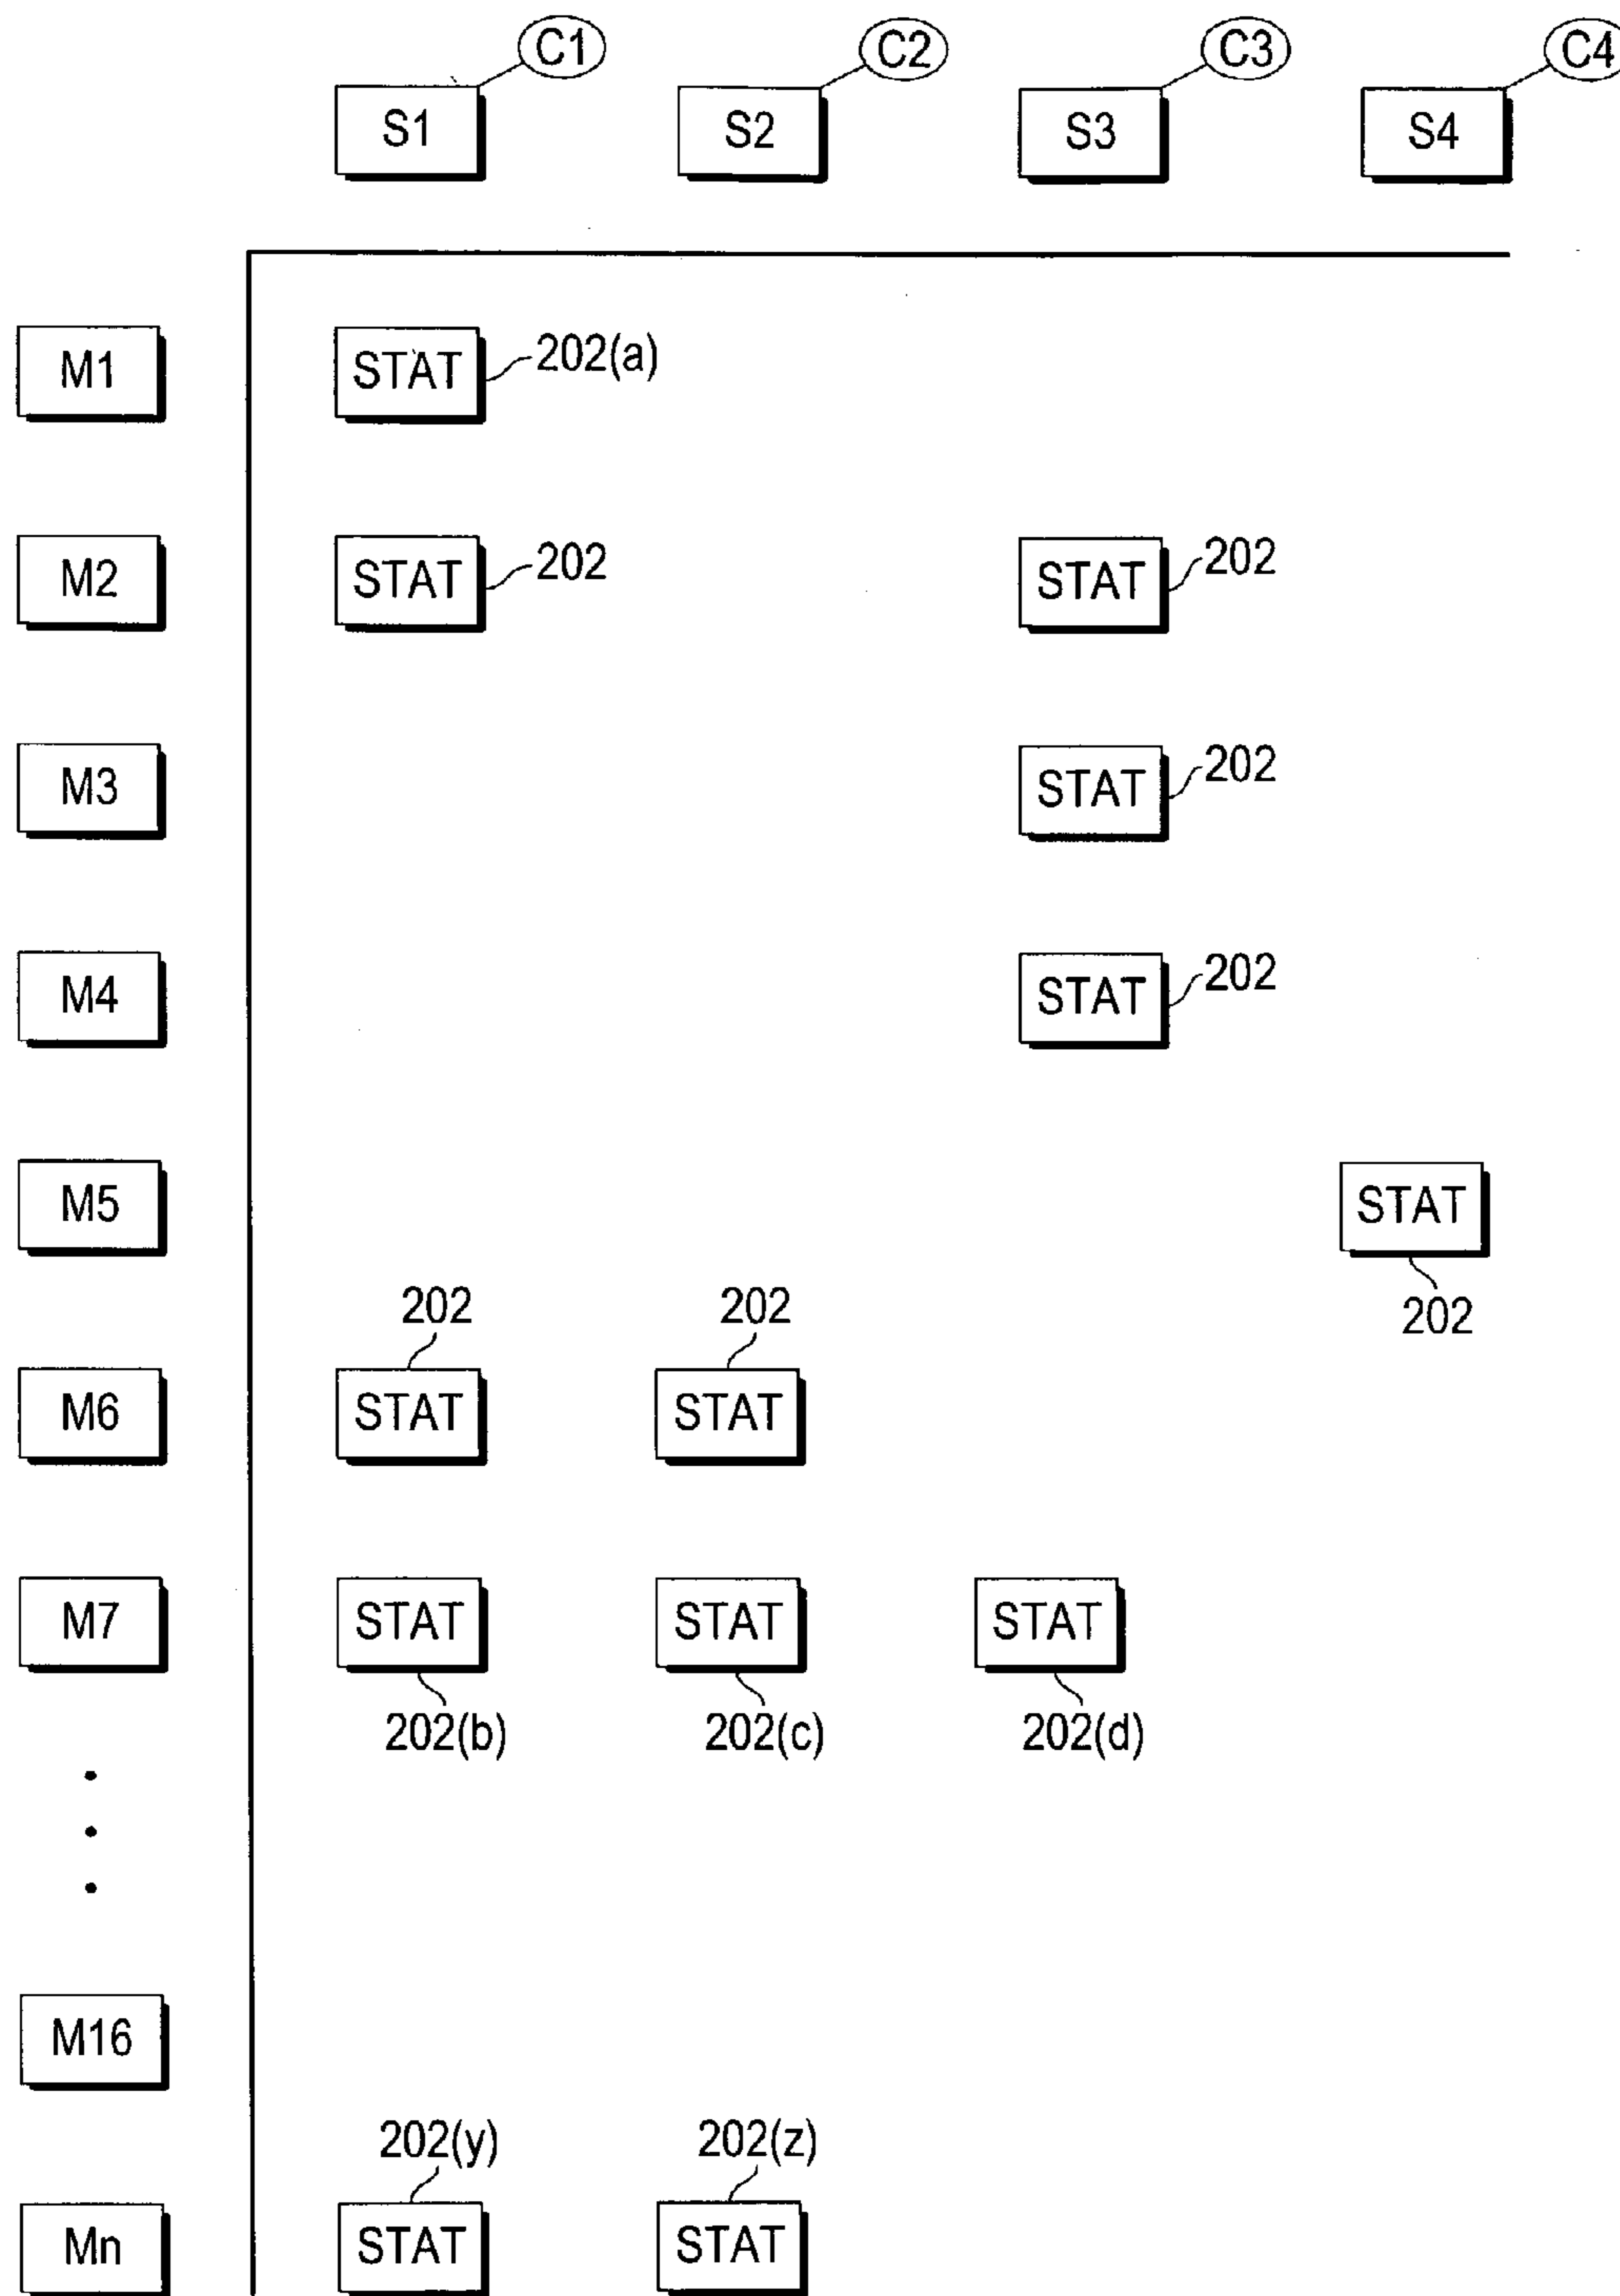 C1 C2 C3 C4
S1 S2 S3 S4
M1 STAT 202(a)
M2 STAT 202 STAT 202
M3 STAT 202
M4 STAT 202
M5 STAT
202
202 202
M6 STAT STAT
M7 STAT STAT STAT
202(b) 202(c) 202(d)
M16
202(y) 202(z)
Mn STAT STAT